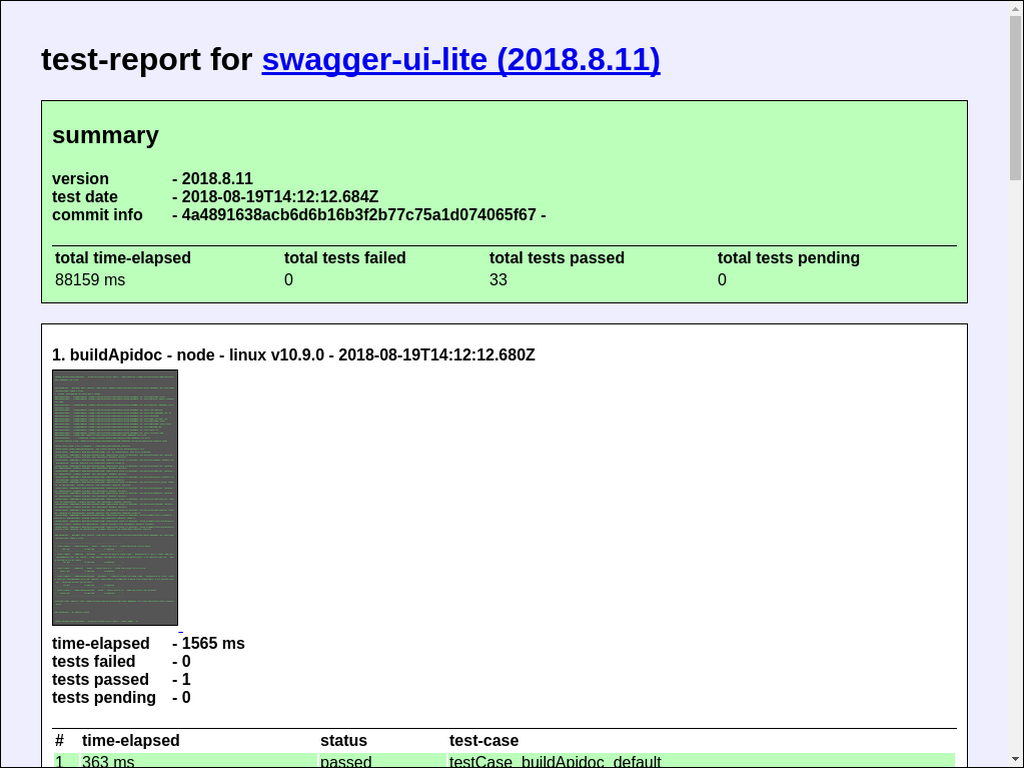 test-report for swagger-ui-lite (2018.8.11)
summary
version - 2018.8.11
test date - 2018-08-19T14:12:12.684Z
commit info - 4a4891638acb6d6b16b3f2b77c75a1d074065f67 -
total time-elapsed total tests failed total tests passed total tests pending
88159 ms 0 33 0
1. buildApidoc - node - linux v10.9.0 - 2018-08-19T14:12:12.680Z
time-elapsed - 1565 ms
tests failed - 0
tests passed - 1
tests pending - 0
# time-elapsed status test-case
1 363 ms passed testCase_buildApidoc_default